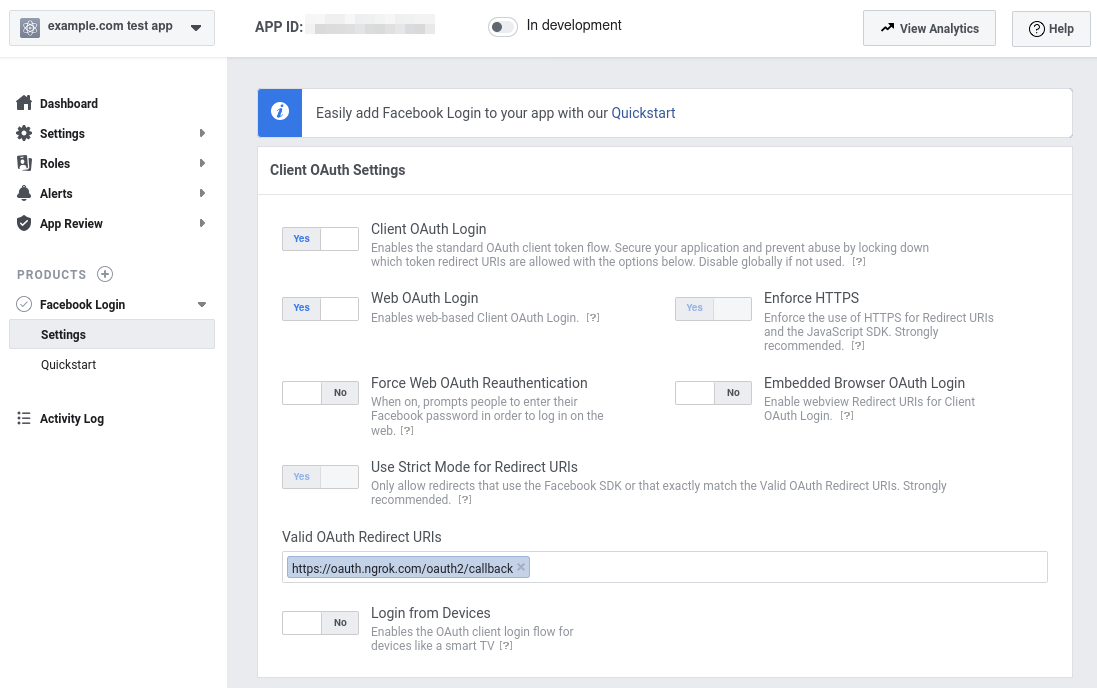 example.com test app
APP ID:
In development
View Analytics
Help
Dashboard
Settings
Roles
Alerts
App Review
PRODUCTS
Facebook Login
Settings
Quickstart
Activity Log
Easily add Facebook Login to your app with our Quickstart
Client OAuth Settings
Yes
Client OAuth Login
Enables the standard OAuth client token flow. Secure your application and prevent abuse by locking down
which token redirect URIs are allowed with the options below. Disable globally if not used. [?]
Yes
Web OAuth Login
Enables web-based Client OAuth Login. [?]
Yes
Enforce HTTPS
Enforce the use of HTTPS for Redirect URIs
and the JavaScript SDK. Strongly
recommended. [?]
No
Force Web OAuth Reauthentication
When on, prompts people to enter their
Facebook password in order to log in on the
web. [?]
No
Embedded Browser OAuth Login
Enable webview Redirect URIs for Client
OAuth Login. [?]
Yes
Use Strict Mode for Redirect URIs
Only allow redirects that use the Facebook SDK or that exactly match the Valid OAuth Redirect URIs. Strongly
recommended. [?]
Valid OAuth Redirect URIs
https://oauth.ngrok.com/oauth2/callback ×
No
Login from Devices
Enables the OAuth client login flow for
devices like a smart TV [?]